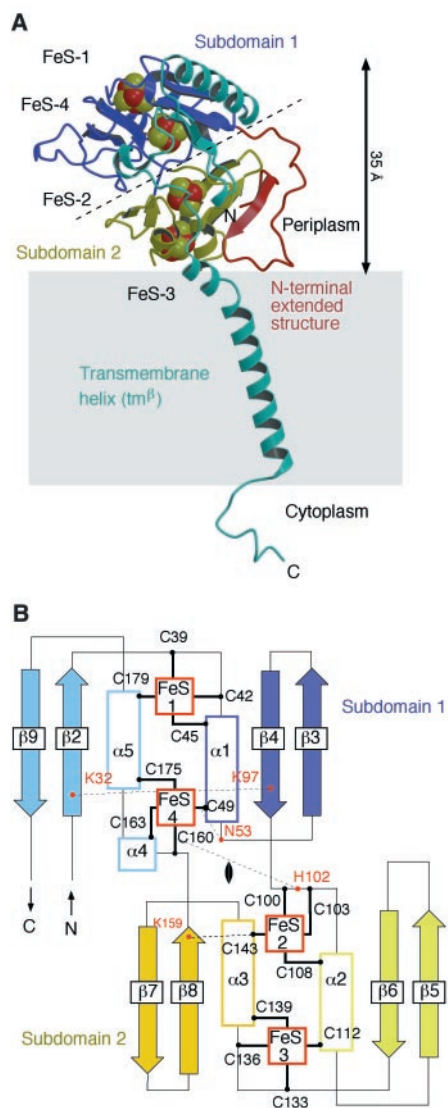 A
FeS-1
Subdomain 1
FeS-4
FeS-2
35 Å
N
Periplasm
Subdomain 2
FeS-3
N-terminal
extended
structure
Transmembrane
helix (tmβ)
Cytoplasm
C
B
C39
C179
FeS
1
C42
Subdomain 1
β9
β2
α5
C45
α1
β4
β3
K32
C175
K97
FeS
4
C49
C163
C160
N53
α4
H102
C100
C103
C
N
K159
C143
FeS
2
α3
C108
α2
β7
β8
β6
β5
C139
C112
Subdomain 2
C136
FeS
3
C133